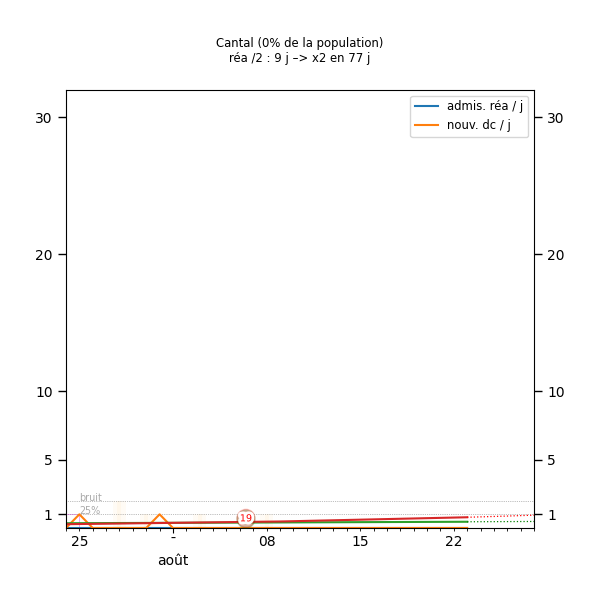 Cantal (0% de la population)
réa /2 : 9 j –> x2 en 77 j
admis. réa / j
nouv. dc / j
30 30
20 20
10 10
5 5
bruit
25%
1 19 1
25 - 08 15 22
août